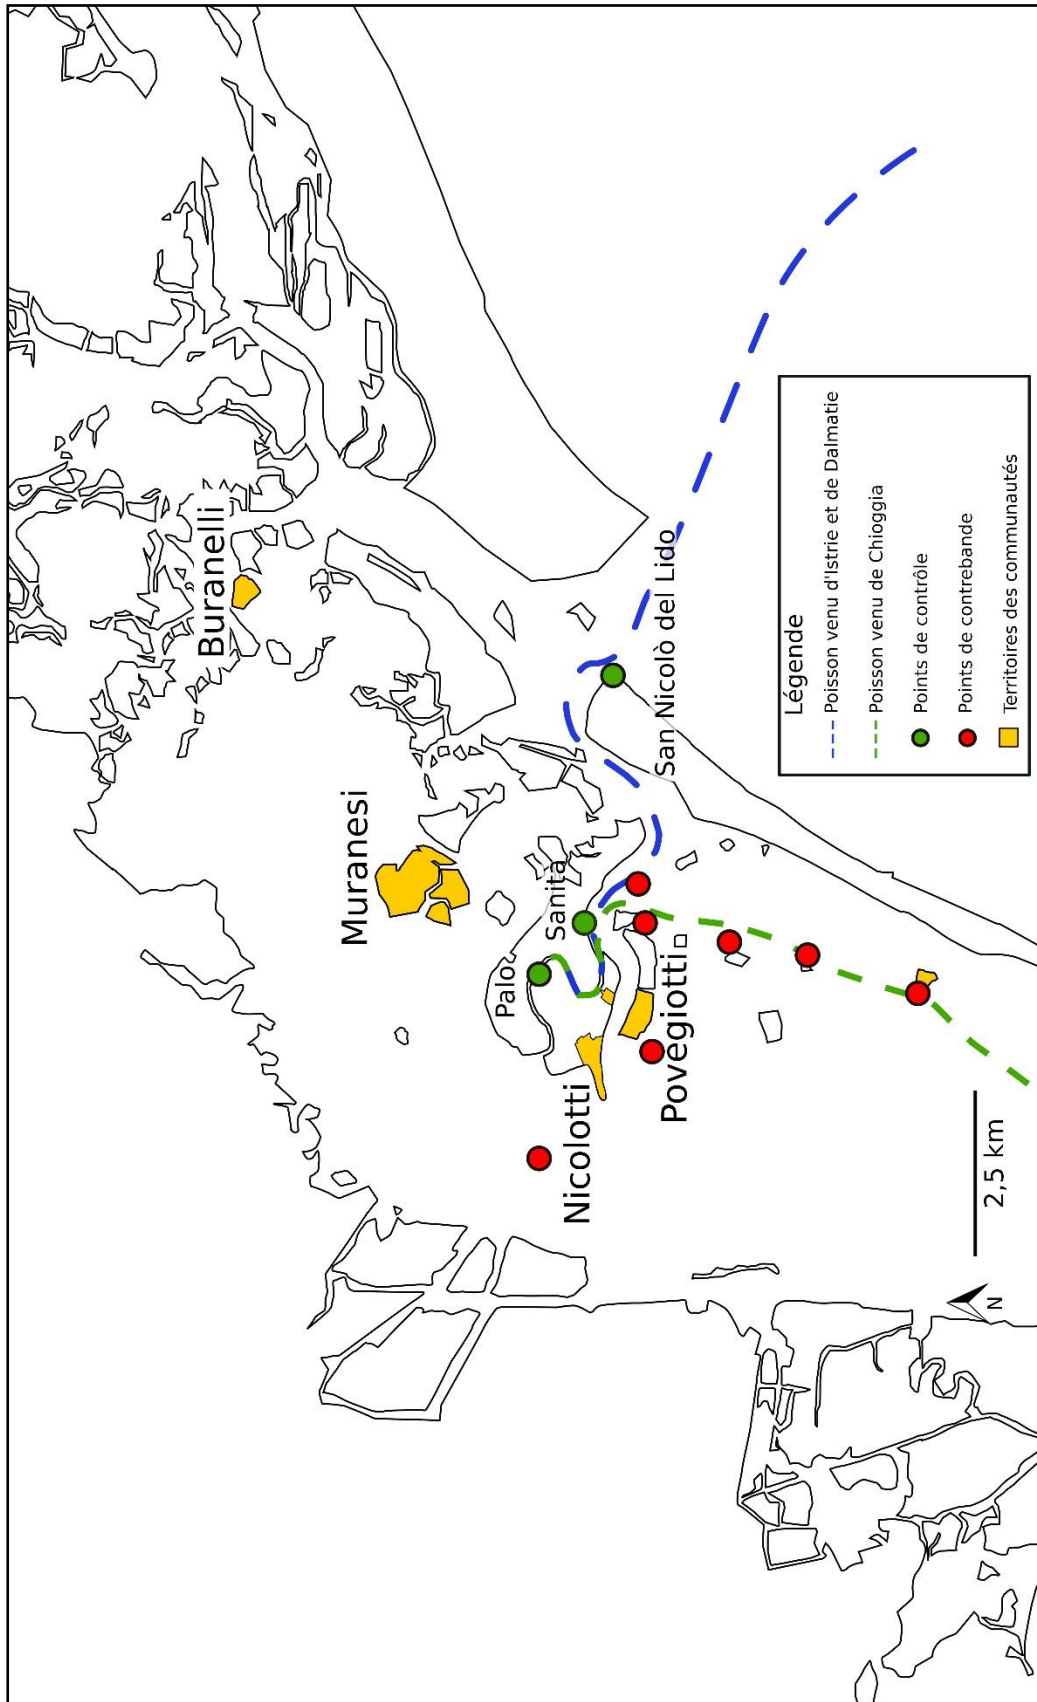 Buranelli
Muranesi
Palo
Sanita
San Nicolò del Lido
Nicolotti
Povegiotti
Légende
Poisson venu d'Istrie et de Dalmatie
Poisson venu de Chioggia
Points de contrôle
Points de contrebande
Territoires des communautés
2,5 km
N